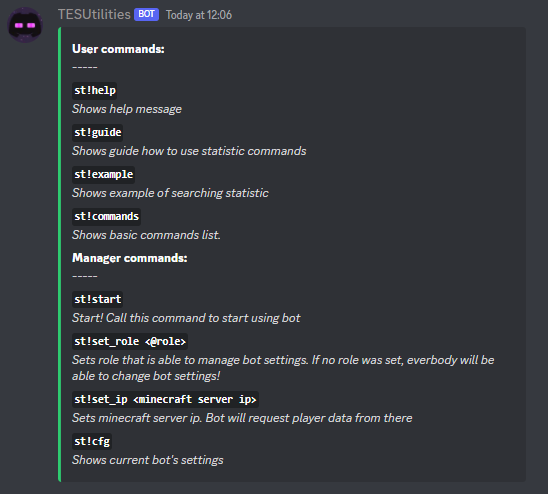 TESUtilities BOT Today at 12:06
User commands:
-----
st!help
Shows help message
st!guide
Shows guide how to use statistic commands
st!example
Shows example of searching statistic
st!commands
Shows basic commands list.
Manager commands:
-----
st!start
Start! Call this command to start using bot
st!set_role <@role>
Sets role that is able to manage bot settings. If no role was set, everbody will be
able to change bot settings!
st!set_ip <minecraft server ip>
Sets minecraft server ip. Bot will request player data from there
st!cfg
Shows current bot's settings